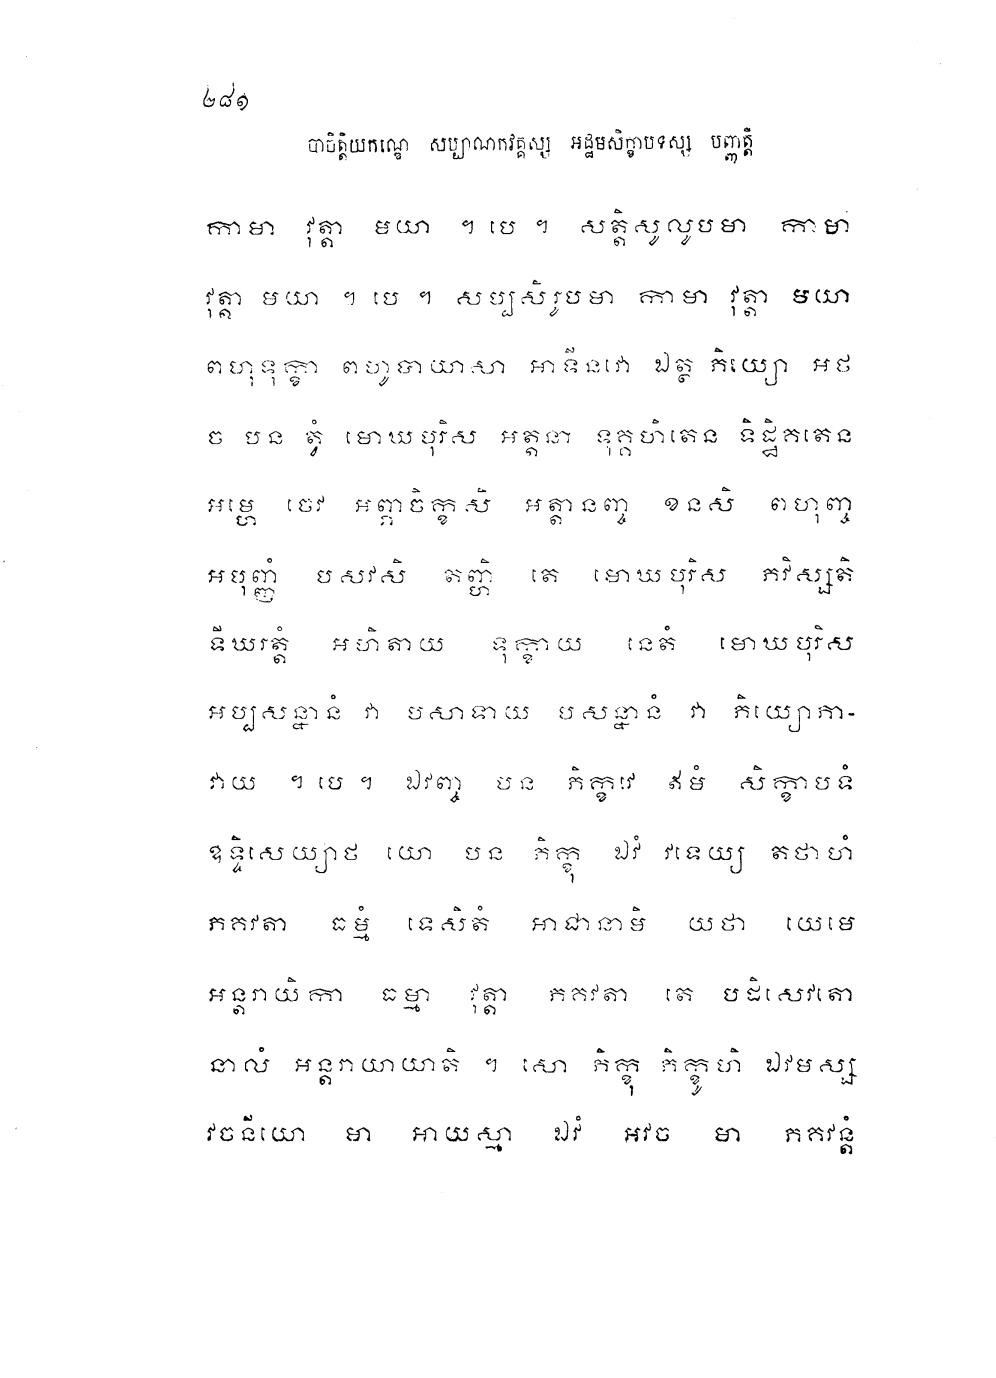 ២៨១
បាចិត្តិយកណ្ឌេ សប្បាណកវគ្គស្ស អដ្ឋមសិក្ខាបទស្ស បញ្ញត្តិ
កាមា វុត្តា មយា ។ បេ ។ សត្តិសូលូបមា កាមា
វុត្តា មយា ។ បេ ។ សប្បសិរូបមា កាមា វុត្តា មយា
ពហុទុក្ខា ពហូបាយាសា អាទីនវោ ឯត្ថ ភិយ្យោ អថ
ច បន ត្វំ មោឃបុរិស អត្តនា ទុគ្គហិតេន ទិដ្ឋិគតេន
អម្ហេ ចេវ អព្ភាចិក្ខសិ អត្តានញ្ច ខនសិ ពហុញ្ច
អបុញ្ញំ បសវសិ តញ្ហិ តេ មោឃបុរិស ភវិស្សតិ
ទីឃរត្តំ អហិតាយ ទុក្ខាយ នេតំ មោឃបុរិស
អប្បសន្នានំ វា បសាទាយ បសន្នានំ វា ភិយ្យោភា-
វាយ ។ បេ ។ ឯវញ្ច បន ភិក្ខវេ ឥមំ សិក្ខាបទំ
ឧទ្ទិសេយ្យាថ យោ បន ភិក្ខុ ឯវំ វទេយ្យ តថាហំ
ភគវតា ធម្មំ ទេសិតំ អាជានាមិ យថា យេមេ
អន្តរាយិកា ធម្មា វុត្តា ភគវតា តេ បដិសេវតោ
នាលំ អន្តរាយាយាតិ ។ សោ ភិក្ខុ ភិក្ខូហិ ឯវមស្ស
វចនីយោ មា អាយស្មា ឯវំ អវច មា ភគវន្តំ